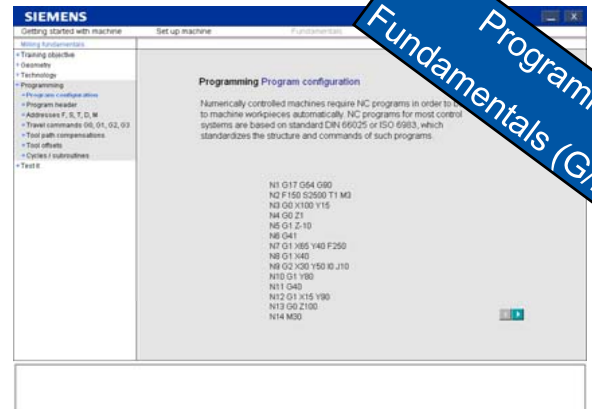 SIEMENS
Getting started with machine
Set up machine
Fundamentals
Programm
Fundamentals (G/
Milling fundamentals
Training objective
Geometry
Technology
Programming
Program configuration
Program header
Addresses F, S, T, D, M
Travel commands G0, G1, G2, G3
Tool path compensations
Tool offsets
Cycles / subroutines
Test it
Programming Program configuration
Numerically controlled machines require NC programs in order to b
to machine workpieces automatically. NC programs for most control
systems are based on standard DIN 66025 or ISO 6983, which
standardizes the structure and commands of such programs.
N1 G17 G64 G90
N2 F150 S2500 T1 M3
N3 G0 X100 Y15
N4 G0 Z1
N5 G1 Z-10
N6 G41
N7 G1 X65 Y40 F250
N8 G1 X40
N9 G2 X30 Y50 I0 J10
N10 G1 Y80
N11 G40
N12 G1 X15 Y90
N13 G0 Z100
N14 M30